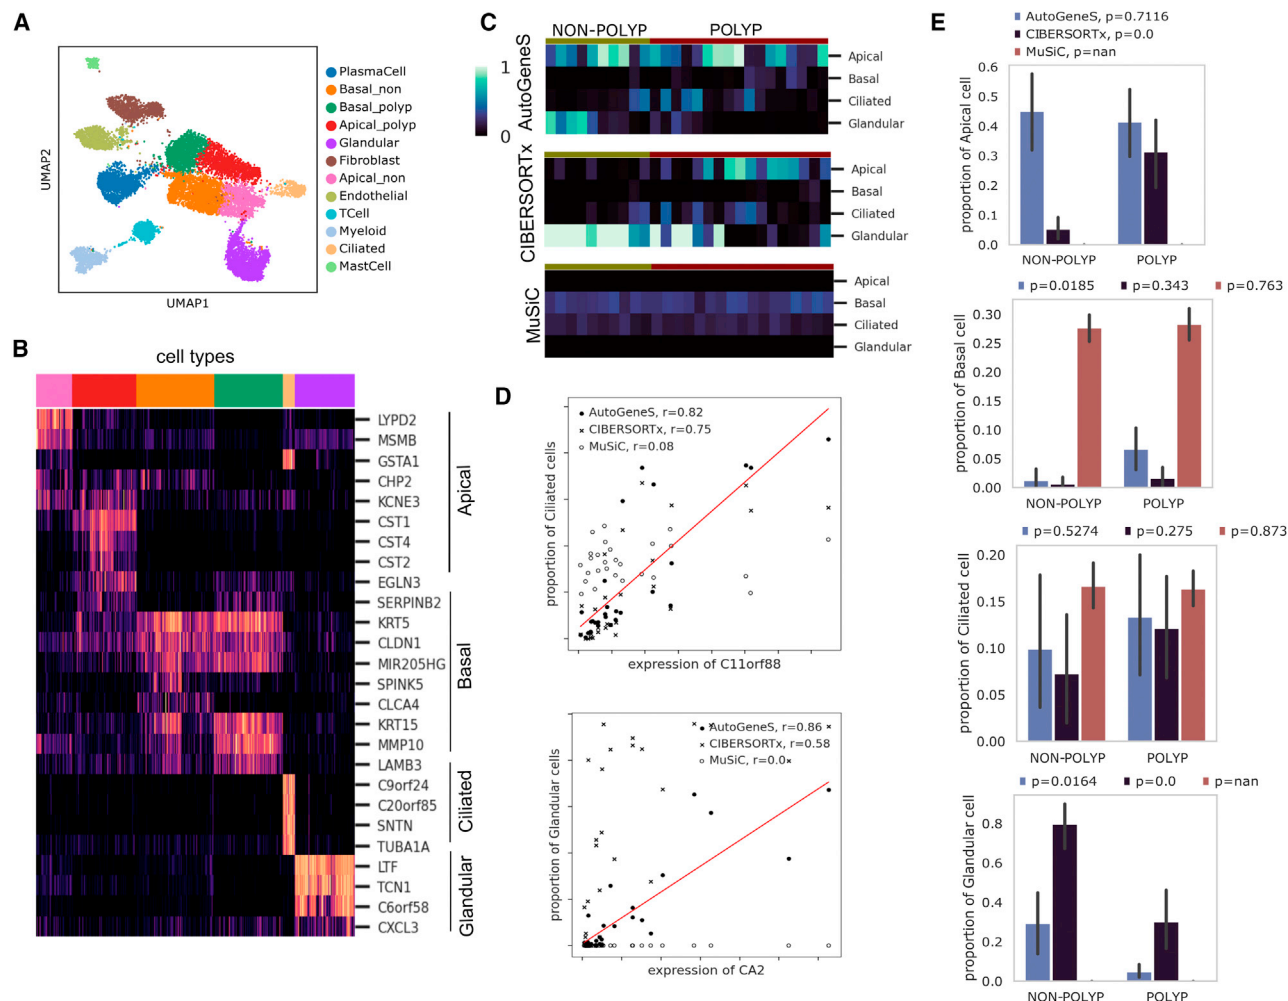 A
UMAP2
UMAP1
PlasmaCell
Basal_non
Basal_polyp
Apical_polyp
Glandular
Fibroblast
Apical_non
Endothelial
TCell
Myeloid
Ciliated
MastCell
B
cell types
LYPD2
MSMB
GSTA1
CHP2
KCNE3
CST1
CST4
CST2
EGLN3
SERPINB2
KRT5
CLDN1
MIR205HG
SPINK5
CLCA4
KRT15
MMP10
LAMB3
C9orf24
C20orf85
SNTN
TUBA1A
LTF
TCN1
C6orf58
CXCL3
Apical
Basal
Ciliated
Glandular
C
NON-POLYP POLYP
1
0
AutoGeneS
Apical
Basal
Ciliated
Glandular
CIBERSORTx
Apical
Basal
Ciliated
Glandular
MuSiC
Apical
Basal
Ciliated
Glandular
D
AutoGeneS, r=0.82
CIBERSORTx, r=0.75
MuSiC, r=0.08
proportion of Ciliated cells
expression of C11orf88
AutoGeneS, r=0.86
CIBERSORTx, r=0.58
MuSiC, r=0.0
proportion of Glandular cells
expression of CA2
E
AutoGeneS, p=0.7116
CIBERSORTx, p=0.0
MuSiC, p=nan
proportion of Apical cell
0.6
0.5
0.4
0.3
0.2
0.1
0.0
NON-POLYP POLYP
p=0.0185 p=0.343 p=0.763
proportion of Basal cell
0.30
0.25
0.20
0.15
0.10
0.05
0.00
NON-POLYP POLYP
p=0.5274 p=0.275 p=0.873
proportion of Ciliated cell
0.20
0.15
0.10
0.05
0.00
NON-POLYP POLYP
p=0.0164 p=0.0 p=nan
proportion of Glandular cell
0.8
0.6
0.4
0.2
0.0
NON-POLYP POLYP